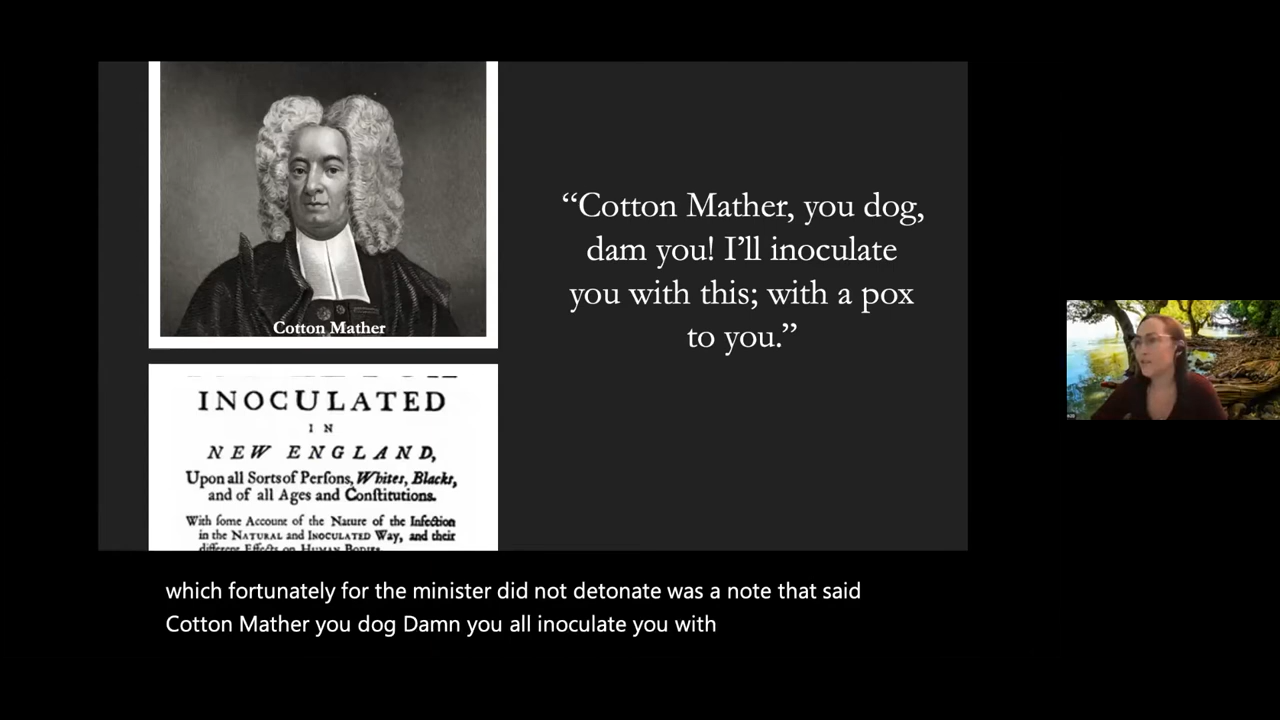 Cotton Mather
“Cotton Mather, you dog,
dam you! I’ll inoculate
you with this; with a pox
to you.”
INOCULATED
IN
NEW ENGLAND,
Upon all Sorts of Perſons, Whites, Blacks,
and of all Ages and Conſtitutions.
With ſome Account of the Nature of the Infection
in the NATURAL and INOCULATED Way, and their
different Effects on HUMAN BODIES
which fortunately for the minister did not detonate was a note that said
Cotton Mather you dog Damn you all inoculate you with